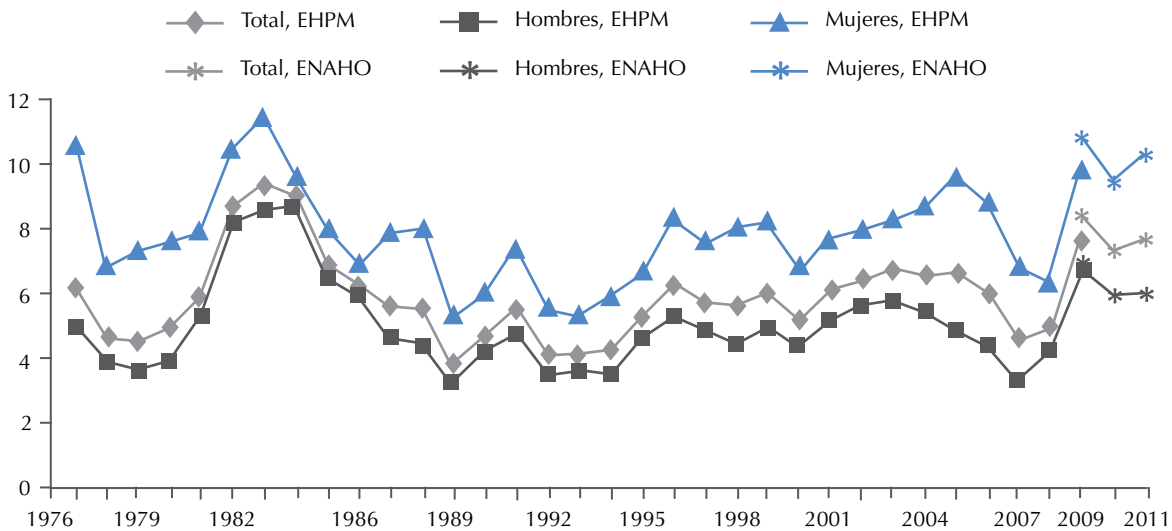 Total, EHPM Hombres, EHPM Mujeres, EHPM
Total, ENAHO Hombres, ENAHO Mujeres, ENAHO
12
10
8
6
4
2
0
1976 1979 1982 1986 1989 1992 1995 1998 2001 2004 2007 2009 2011